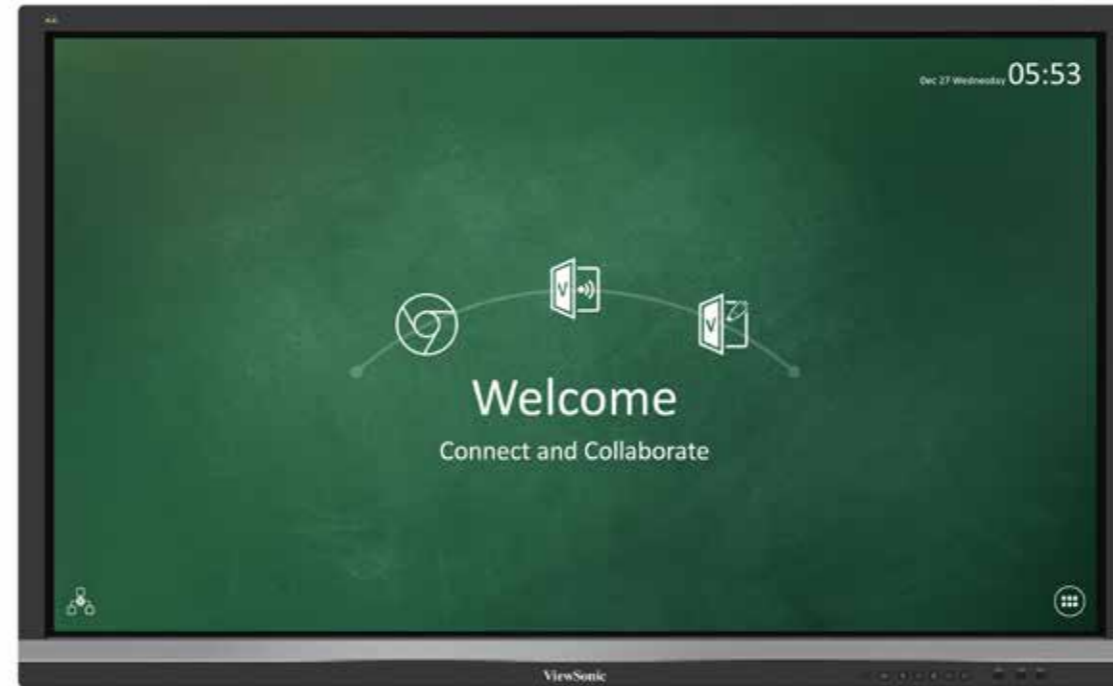 Dec 27 Wednesday 05:53
V
V
Welcome
Connect and Collaborate
ViewSonic